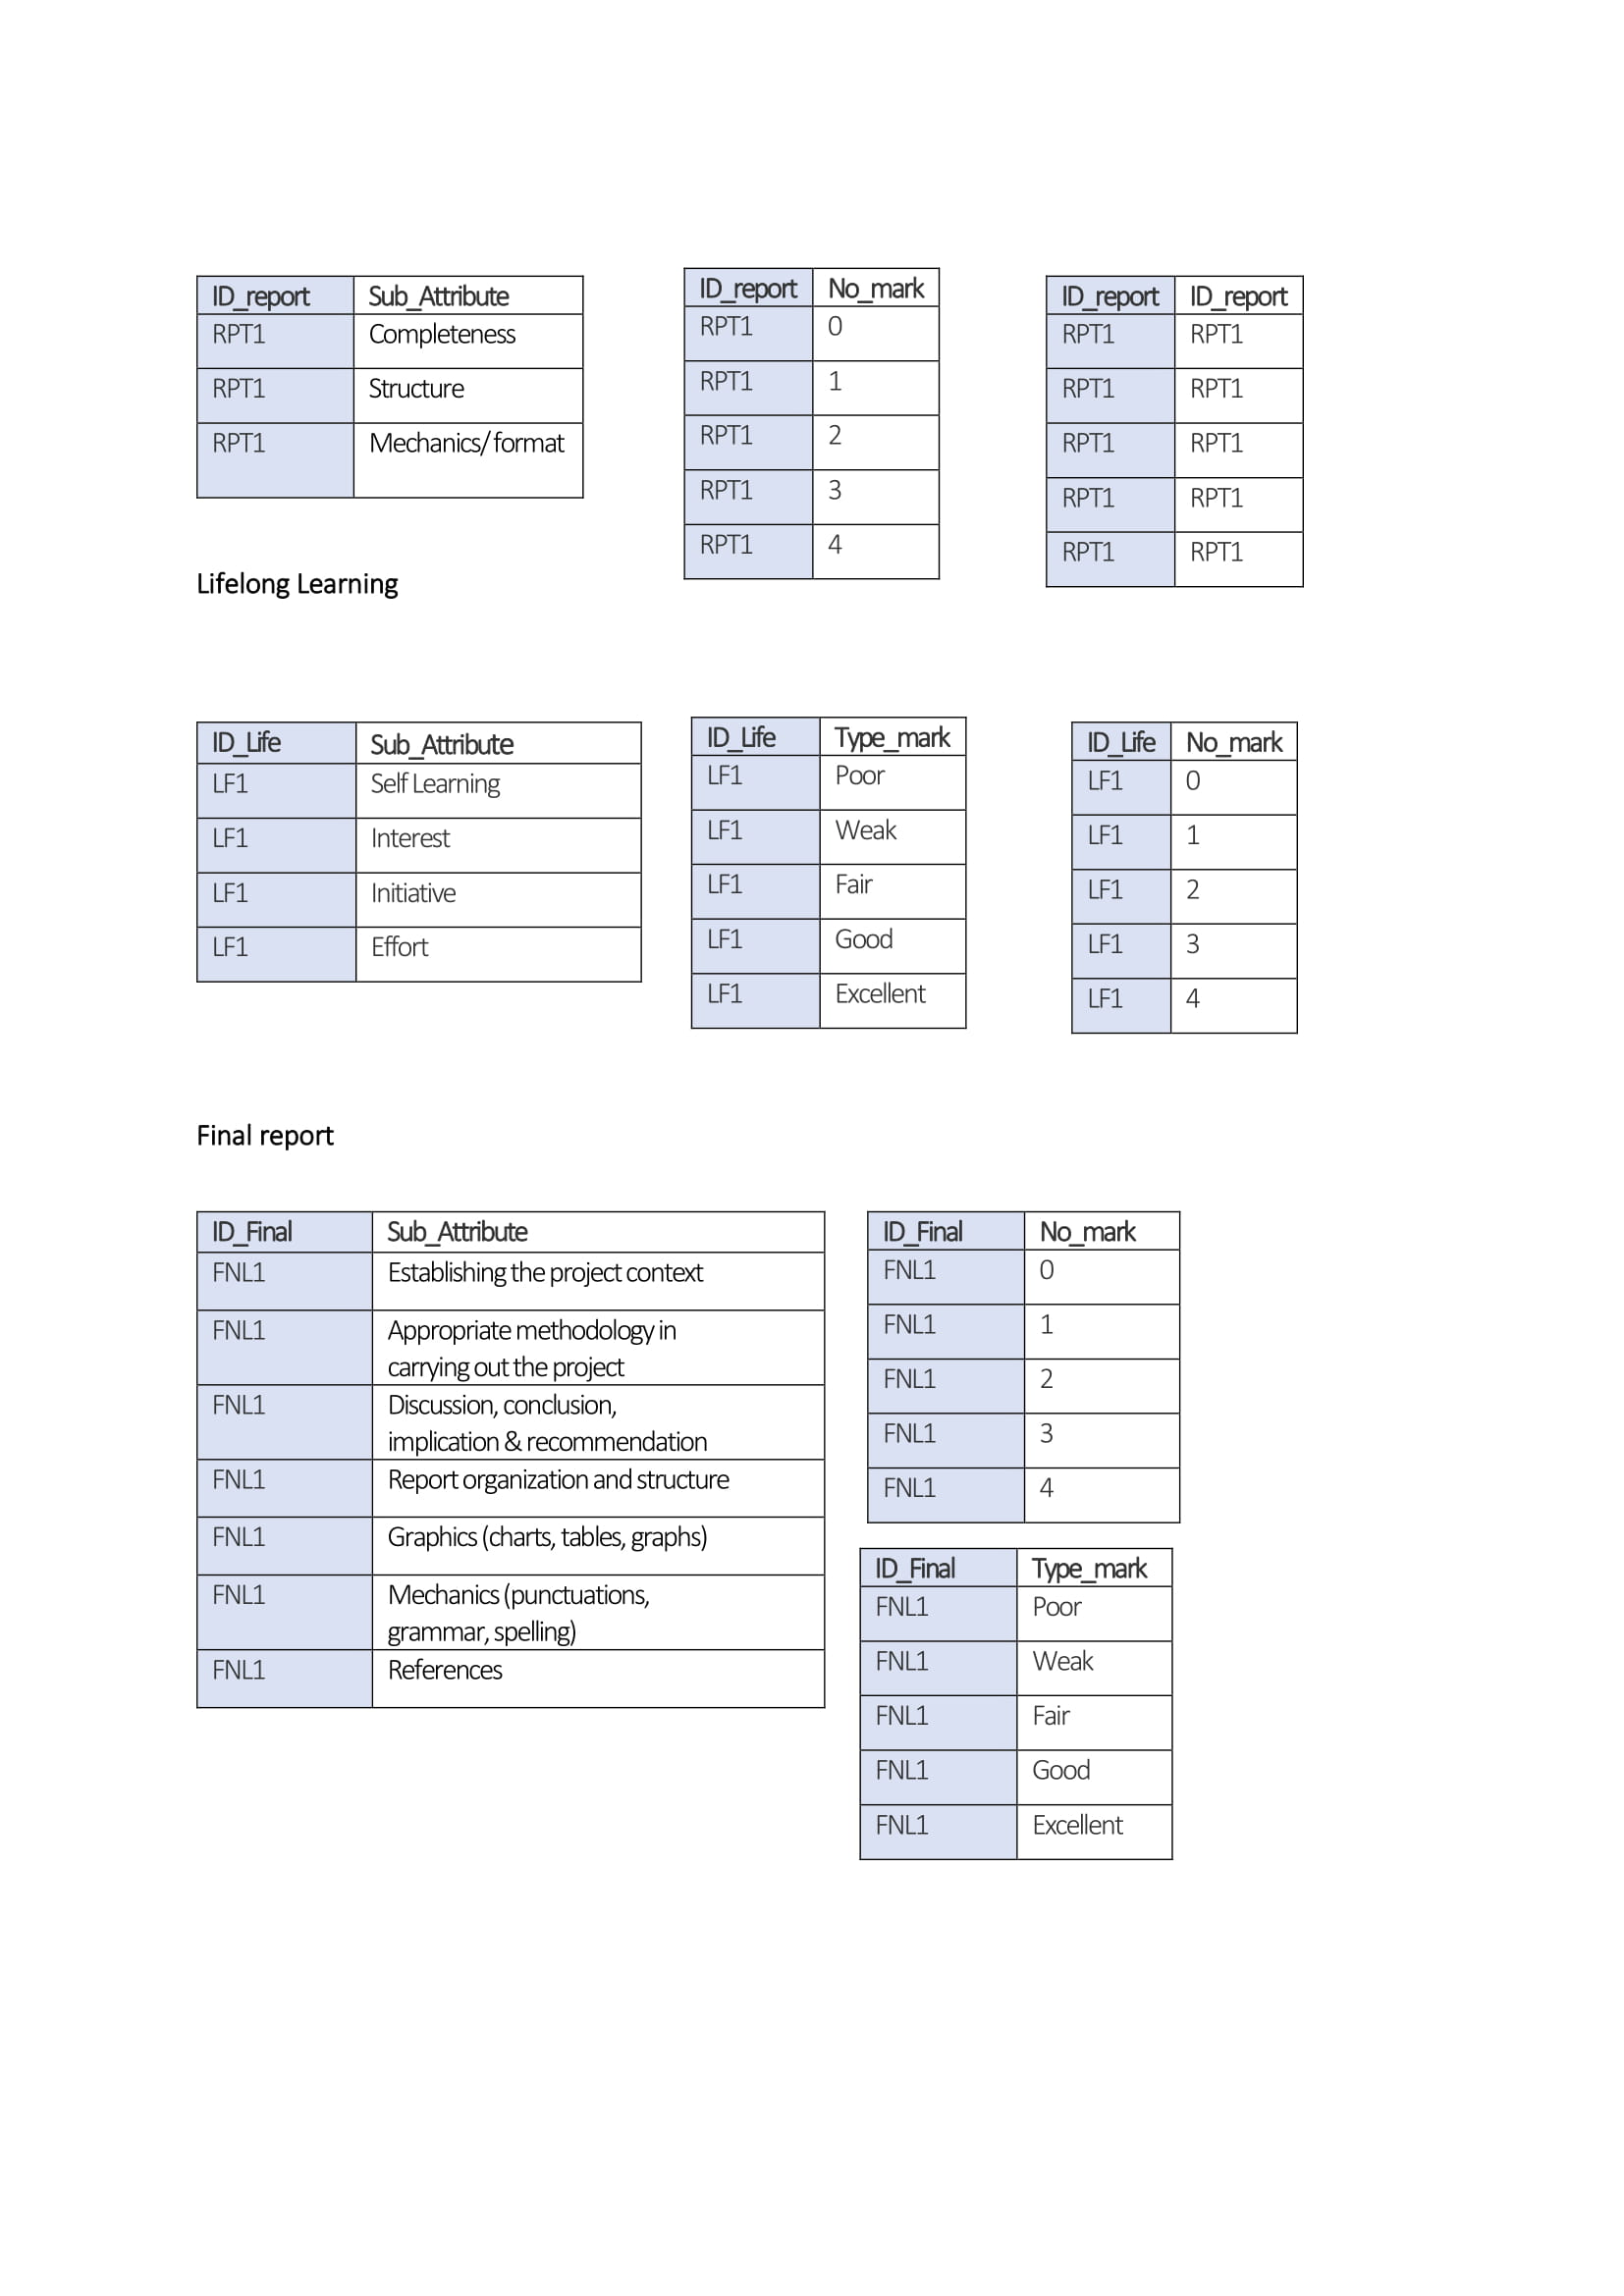 ID_report Sub_Attribute
RPT1 Completeness
RPT1 Structure
RPT1 Mechanics/ format
ID_report No_mark
RPT1 0
RPT1 1
RPT1 2
RPT1 3
RPT1 4
ID_report ID_report
RPT1 RPT1
RPT1 RPT1
RPT1 RPT1
RPT1 RPT1
RPT1 RPT1
Lifelong Learning
ID_Life Sub_Attribute
LF1 Self Learning
LF1 Interest
LF1 Initiative
LF1 Effort
ID_Life Type_mark
LF1 Poor
LF1 Weak
LF1 Fair
LF1 Good
LF1 Excellent
ID_Life No_mark
LF1 0
LF1 1
LF1 2
LF1 3
LF1 4
Final report
ID_Final Sub_Attribute
FNL1 Establishing the project context
FNL1 Appropriate methodology in
carrying out the project
FNL1 Discussion, conclusion,
implication & recommendation
FNL1 Report organization and structure
FNL1 Graphics (charts, tables, graphs)
FNL1 Mechanics (punctuations,
grammar, spelling)
FNL1 References
ID_Final No_mark
FNL1 0
FNL1 1
FNL1 2
FNL1 3
FNL1 4
ID_Final Type_mark
FNL1 Poor
FNL1 Weak
FNL1 Fair
FNL1 Good
FNL1 Excellent